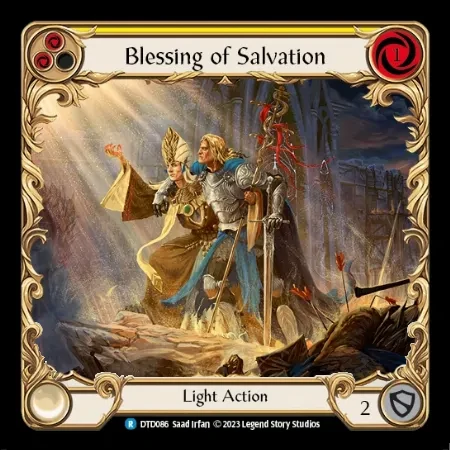 Blessing of Salvation
1
Light Action
2
R DTD086 Saad Irfan © 2023 Legend Story Studios